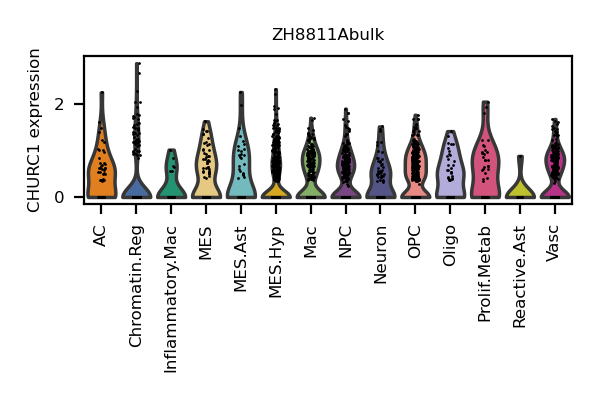 ZH8811Abulk
CHURC1 expression
2
0
AC
Chromatin.Reg
Inflammatory.Mac
MES
MES.Ast
MES.Hyp
Mac
NPC
Neuron
OPC
Oligo
Prolif.Metab
Reactive.Ast
Vasc